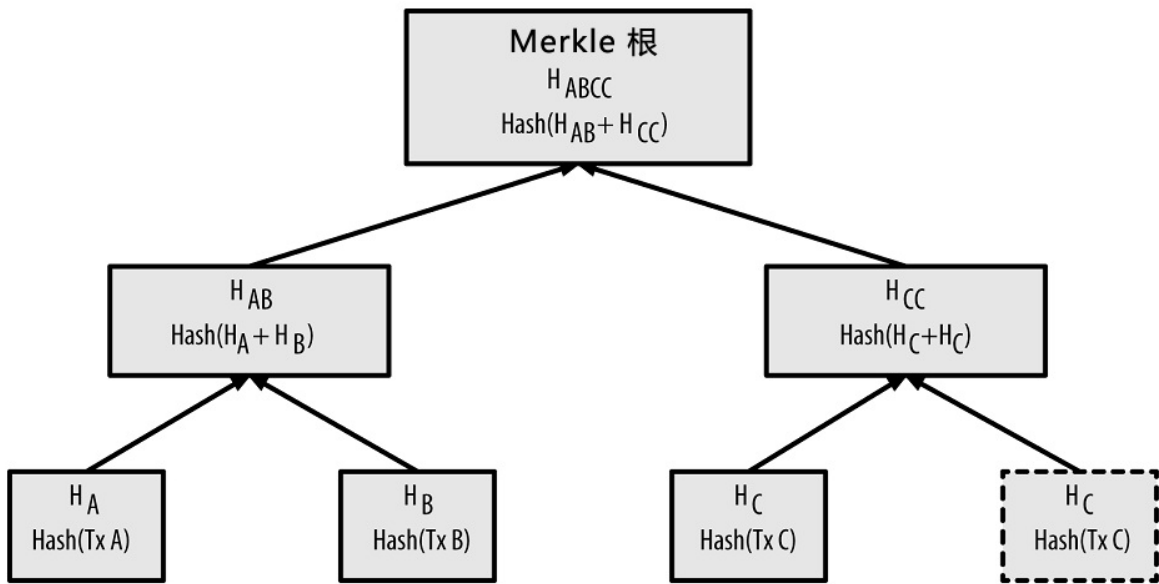 Merkle 根
H ABCC
Hash(H AB + H CC)
H AB
Hash(H A + H B)
H CC
Hash(H C+H C)
H A
Hash(Tx A)
H B
Hash(Tx B)
H C
Hash(Tx C)
H C
Hash(Tx C)